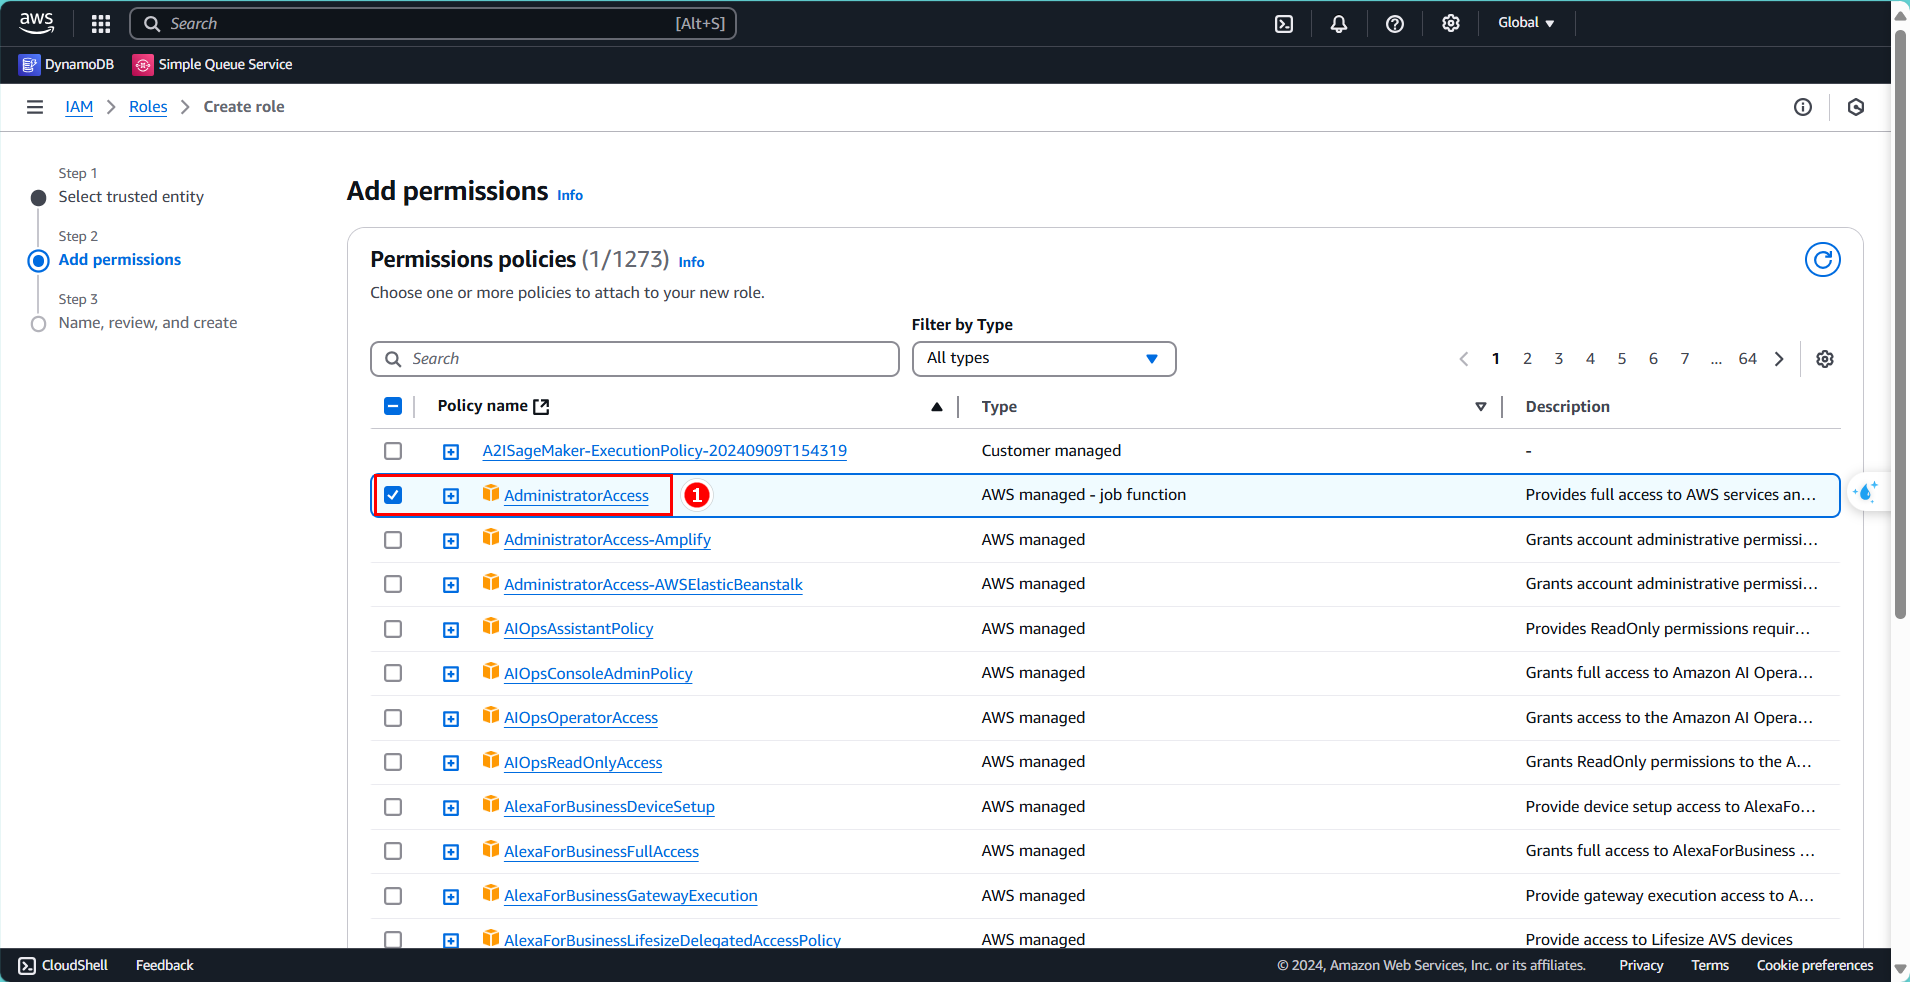 aws Search [Alt+S] Global
DynamoDB Simple Queue Service
IAM Roles Create role
Step 1
Select trusted entity
Step 2
Add permissions
Step 3
Name, review, and create
Add permissions Info
Permissions policies (1/1273) Info
Choose one or more policies to attach to your new role.
Filter by Type
Search All types 1 2 3 4 5 6 7 ... 64
Policy name Type Description
A2ISageMaker-ExecutionPolicy-20240909T154319 Customer managed -
AdministratorAccess 1 AWS managed - job function Provides full access to AWS services an...
AdministratorAccess-Amplify AWS managed Grants account administrative permissi...
AdministratorAccess-AWSElasticBeanstalk AWS managed Grants account administrative permissi...
AIOpsAssistantPolicy AWS managed Provides ReadOnly permissions requir...
AIOpsConsoleAdminPolicy AWS managed Grants full access to Amazon AI Opera...
AIOpsOperatorAccess AWS managed Grants access to the Amazon AI Opera...
AIOpsReadOnlyAccess AWS managed Grants ReadOnly permissions to the A...
AlexaForBusinessDeviceSetup AWS managed Provide device setup access to AlexaFo...
AlexaForBusinessFullAccess AWS managed Grants full access to AlexaForBusiness ...
AlexaForBusinessGatewayExecution AWS managed Provide gateway execution access to A...
AlexaForBusinessLifesizeDelegatedAccessPolicy AWS managed Provide access to Lifesize AVS devices
CloudShell Feedback © 2024, Amazon Web Services, Inc. or its affiliates. Privacy Terms Cookie preferences